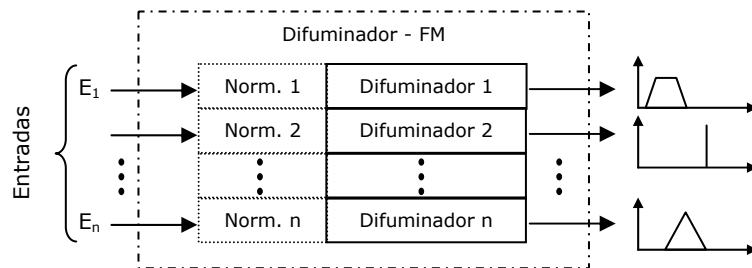 Difuminador - FM
Entradas
E1
Norm. 1
Difuminador 1
Norm. 2
Difuminador 2
En
Norm. n
Difuminador n